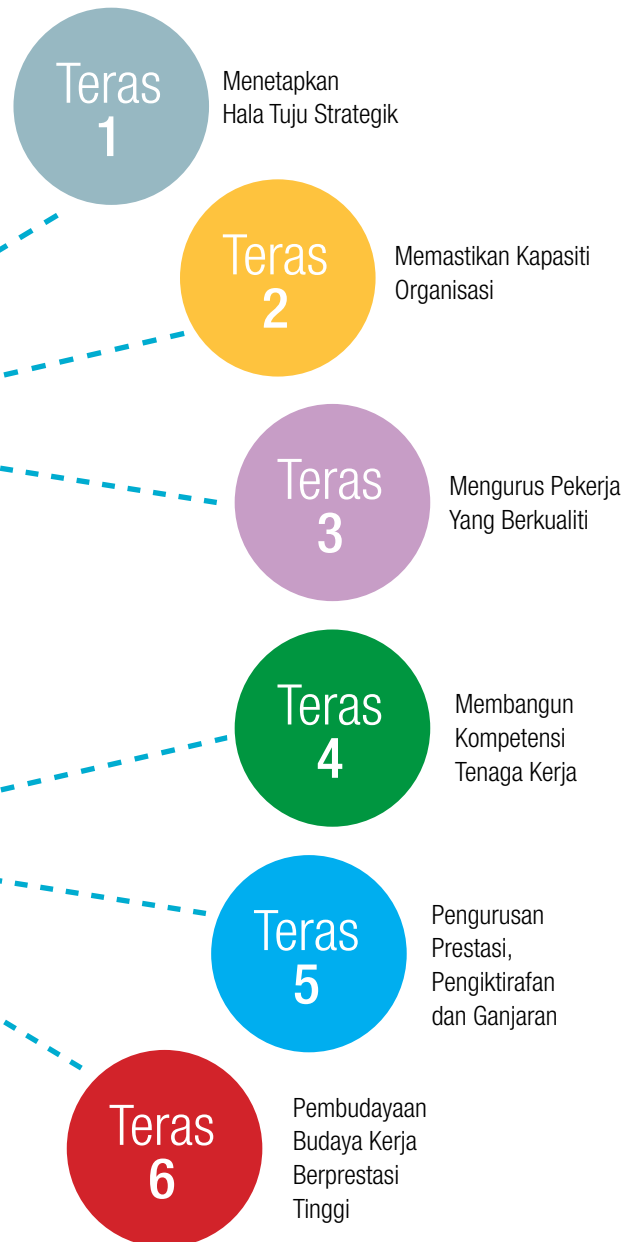 Teras
1
Menetapkan
Hala Tuju Strategik
Teras
2
Memastikan Kapasiti
Organisasi
Teras
3
Mengurus Pekerja
Yang Berkualiti
Teras
4
Membangun
Kompetensi
Tenaga Kerja
Teras
5
Pengurusan
Prestasi,
Pengiktirafan
dan Ganjaran
Teras
6
Pembudayaan
Budaya Kerja
Berprestasi
Tinggi